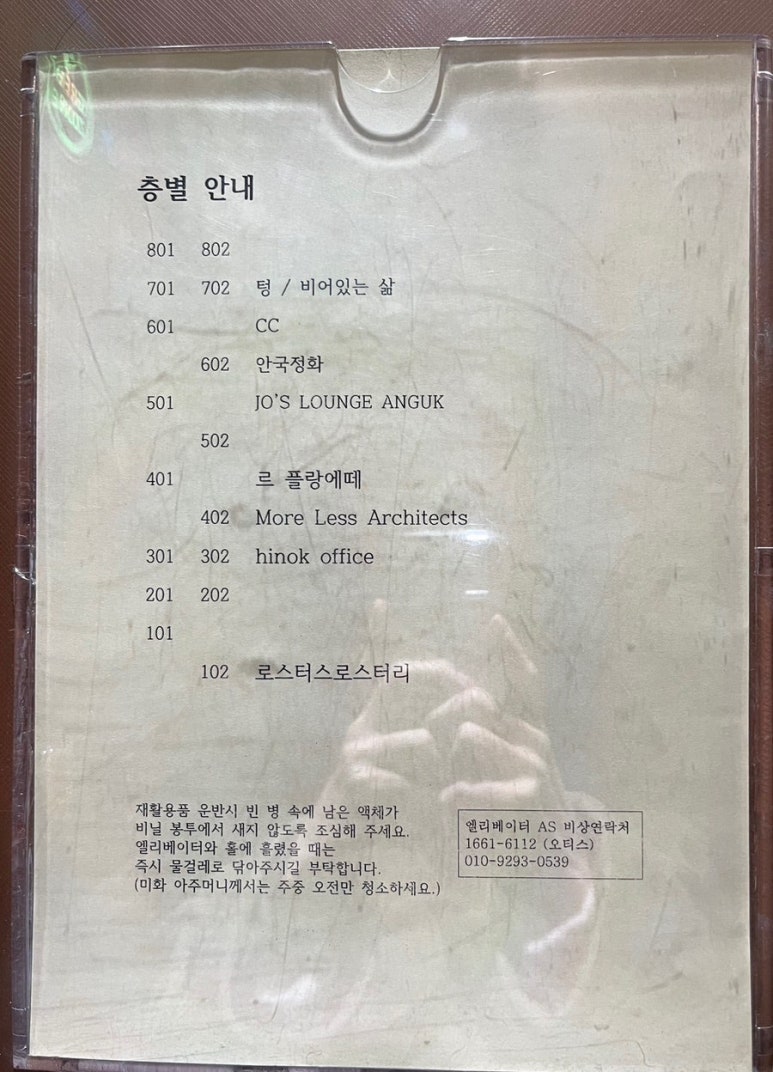 층별 안내
801 802
701 702 텅 / 비어있는 삶
601 CC
602 안국정화
501 JO'S LOUNGE ANGUK
502
401 르 플랑에떼
402 More Less Architects
301 302 hinok office
201 202
101
102 로스터스로스터리
재활용품 운반시 빈 병 속에 남은 액체가
비닐 봉투에서 새지 않도록 조심해 주세요.
엘리베이터와 홀에 흘렸을 때는
즉시 물걸레로 닦아주시길 부탁합니다.
(미화 아주머니께서는 주중 오전만 청소하세요.)
엘리베이터 AS 비상연락처
1661-6112 (오티스)
010-9293-0539